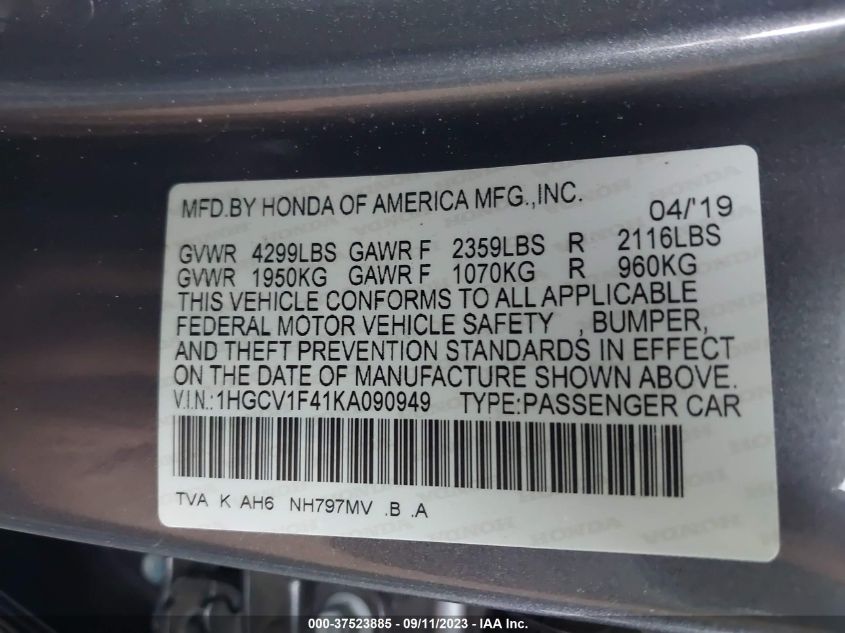 MFD.BY HONDA OF AMERICA MFG.,INC. 04/'19
GVWR 4299LBS GAWR F 2359LBS R 2116LBS
GVWR 1950KG GAWR F 1070KG R 960KG
THIS VEHICLE CONFORMS TO ALL APPLICABLE
FEDERAL MOTOR VEHICLE SAFETY , BUMPER,
AND THEFT PREVENTION STANDARDS IN EFFECT
ON THE DATE OF MANUFACTURE SHOWN ABOVE.
V.I.N.:1HGCV1F41KA090949 TYPE:PASSENGER CAR
TVA K AH6 NH797MV .B .A
000-37523885 - 09/11/2023 - IAA Inc.